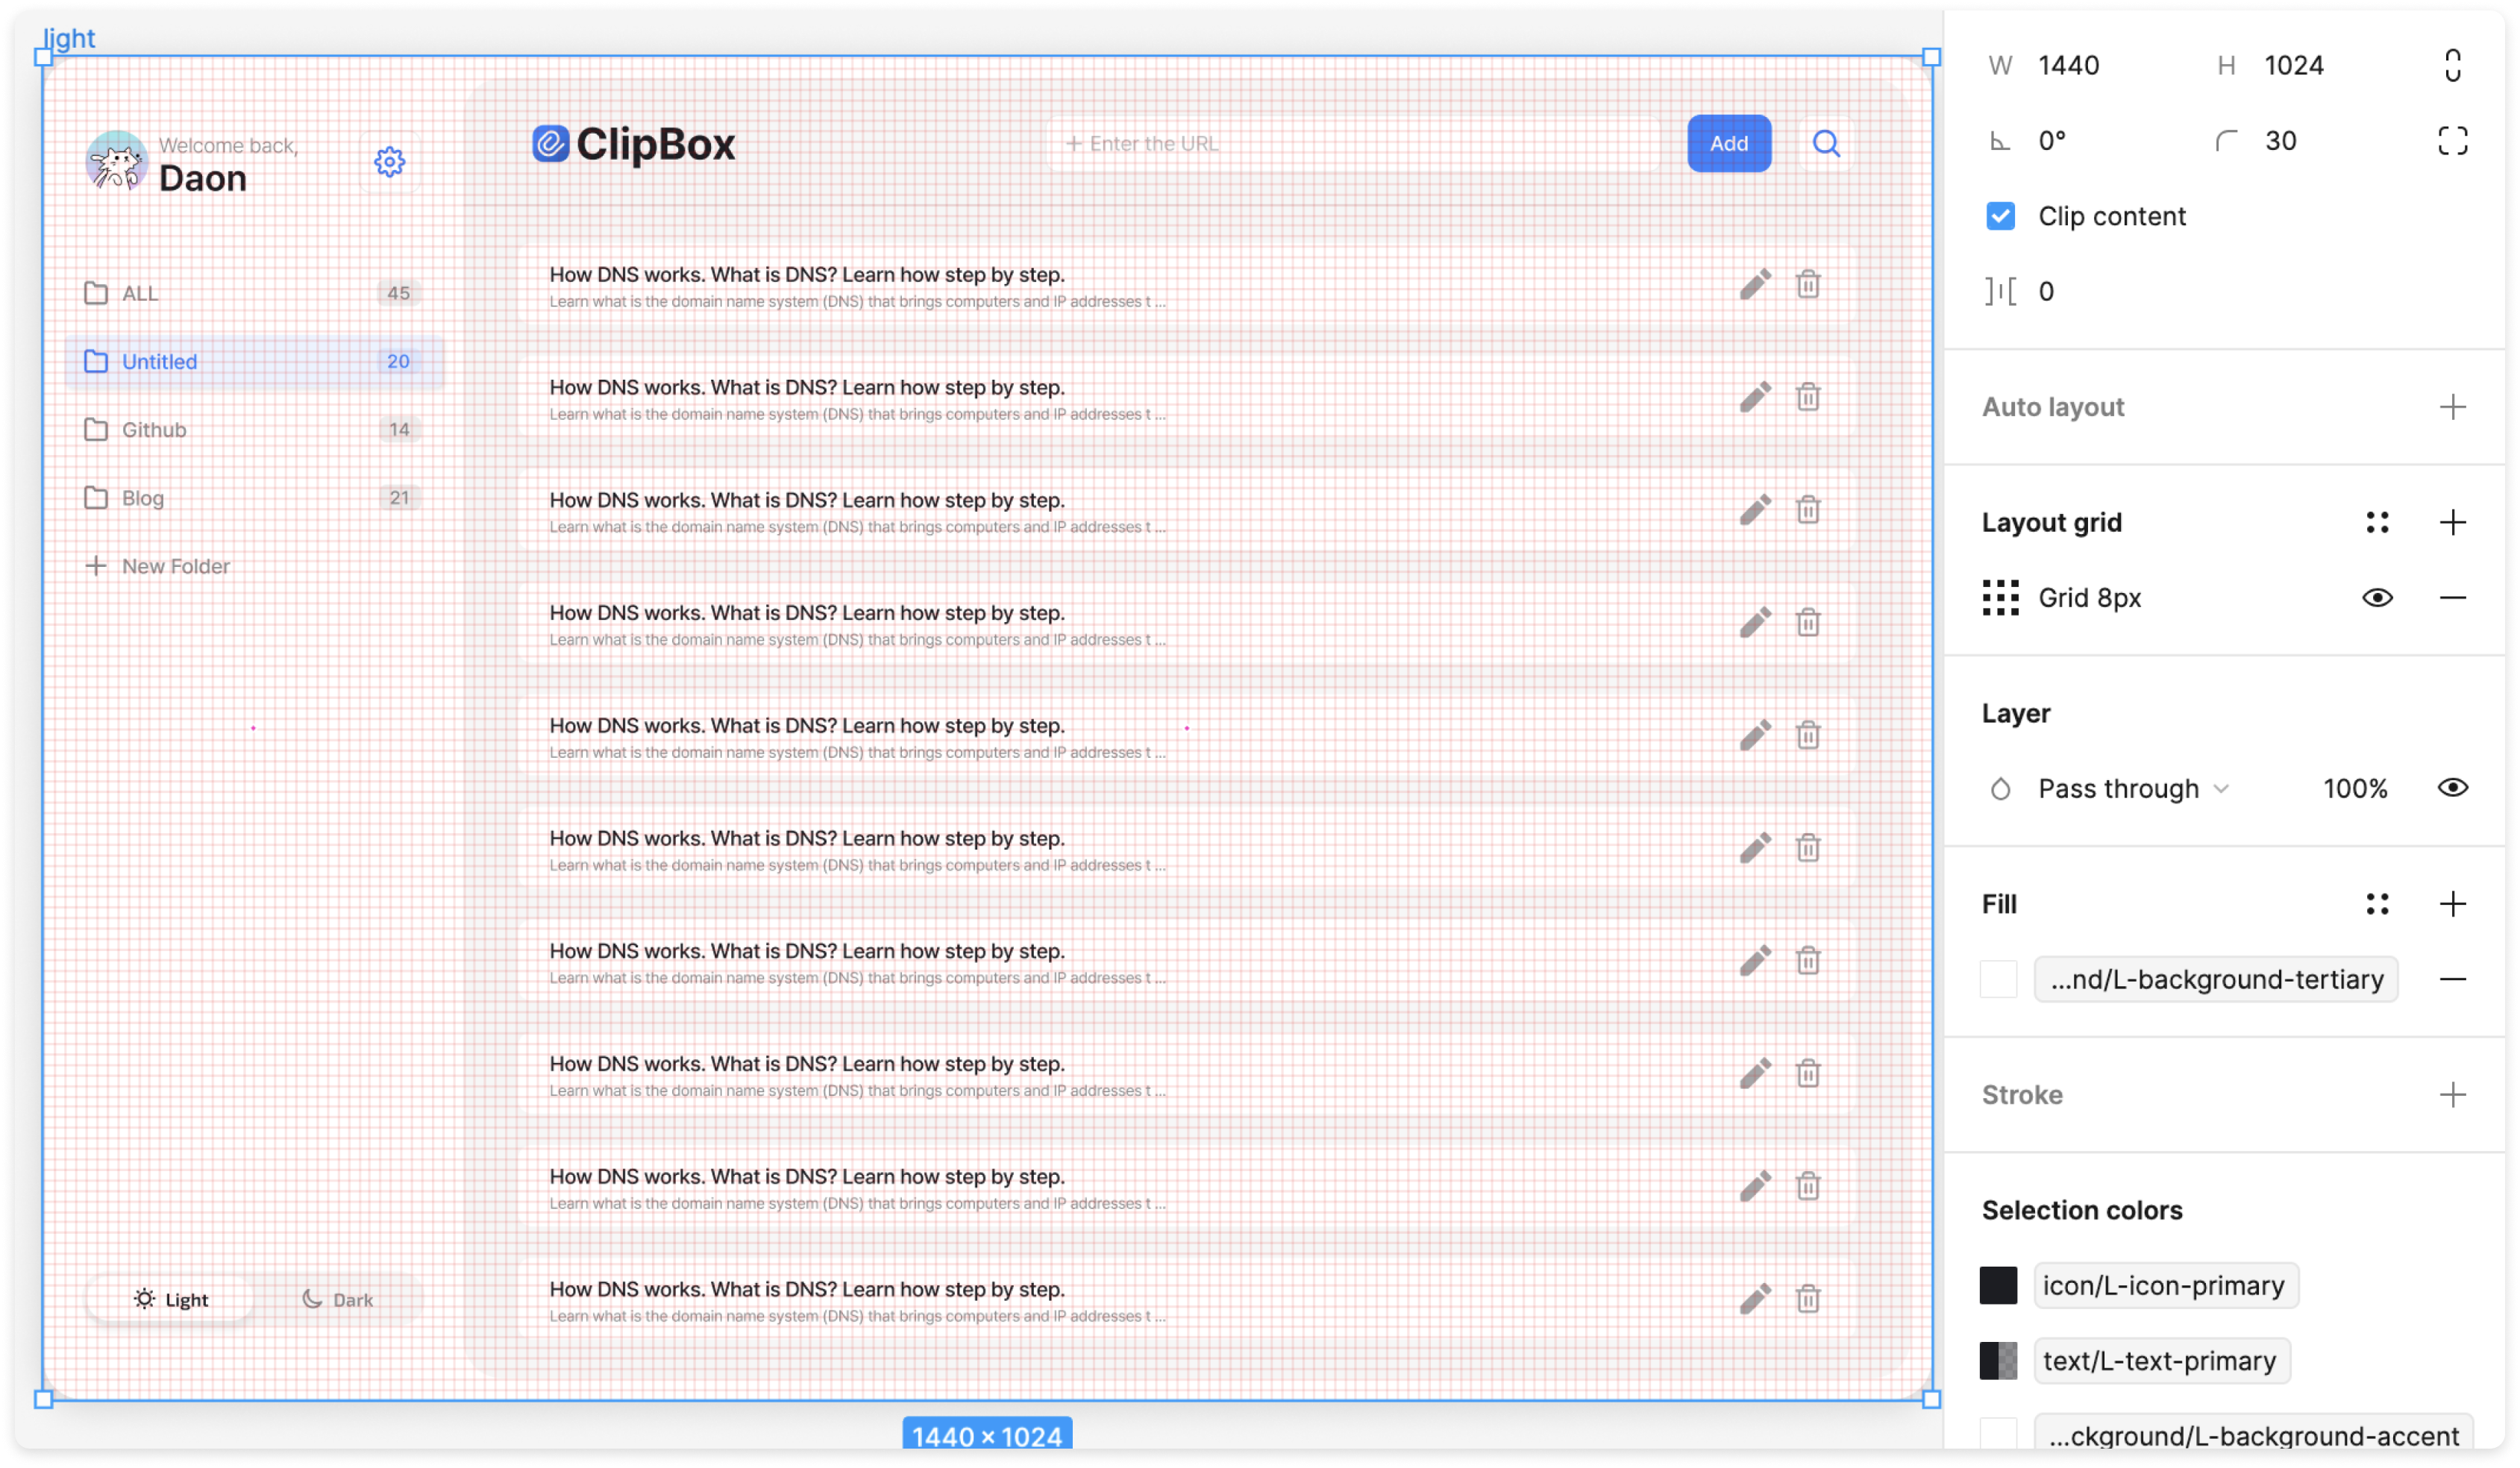 light
Welcome back,
Daon
ClipBox
+ Enter the URL
Add
ALL 45
Untitled 20
Github 14
Blog 21
New Folder
How DNS works. What is DNS? Learn how step by step.
Learn what is the domain name system (DNS) that brings computers and IP addresses t ...
How DNS works. What is DNS? Learn how step by step.
Learn what is the domain name system (DNS) that brings computers and IP addresses t ...
How DNS works. What is DNS? Learn how step by step.
Learn what is the domain name system (DNS) that brings computers and IP addresses t ...
How DNS works. What is DNS? Learn how step by step.
Learn what is the domain name system (DNS) that brings computers and IP addresses t ...
How DNS works. What is DNS? Learn how step by step.
Learn what is the domain name system (DNS) that brings computers and IP addresses t ...
How DNS works. What is DNS? Learn how step by step.
Learn what is the domain name system (DNS) that brings computers and IP addresses t ...
How DNS works. What is DNS? Learn how step by step.
Learn what is the domain name system (DNS) that brings computers and IP addresses t ...
How DNS works. What is DNS? Learn how step by step.
Learn what is the domain name system (DNS) that brings computers and IP addresses t ...
How DNS works. What is DNS? Learn how step by step.
Learn what is the domain name system (DNS) that brings computers and IP addresses t ...
How DNS works. What is DNS? Learn how step by step.
Learn what is the domain name system (DNS) that brings computers and IP addresses t ...
Light Dark
1440 × 1024
W 1440 H 1024
0° 30
Clip content
0
Auto layout
Layout grid
Grid 8px
Layer
Pass through 100%
Fill
...nd/L-background-tertiary
Stroke
Selection colors
icon/L-icon-primary
text/L-text-primary
...ckground/L-background-accent